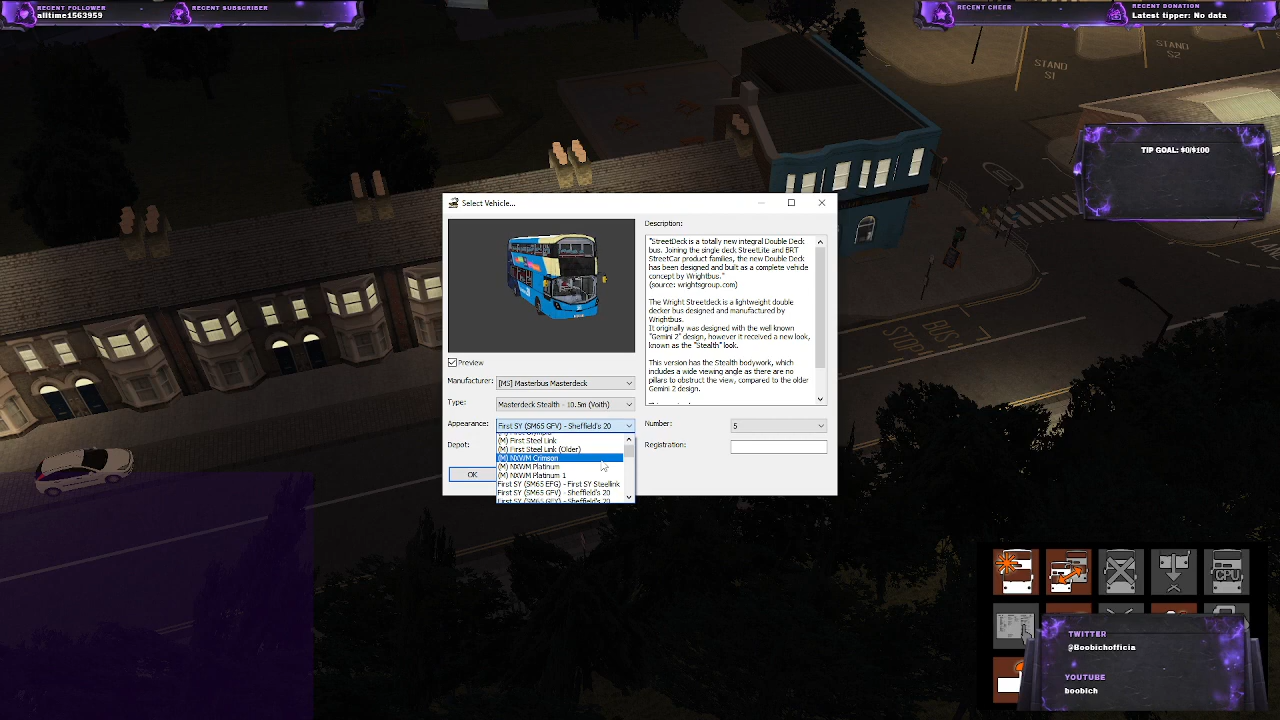 RECENT FOLLOWER
alltime1563959
RECENT SUBSCRIBER
RECENT CHEER
RECENT DONATION
Latest tipper: No data
STAND
S1
STAND
S2
TIP GOAL: $0/$100
BUS
STOP
Select Vehicle...
Description:
"StreetDeck is a totally new integral Double Deck
bus. Joining the single deck StreetLite and BRT
StreetCar product families, the new Double Deck
has been designed and built as a complete vehicle
concept by Wrightbus."
(source: wrightsgroup.com)
The Wright Streetdeck is a lightweight double
decker bus designed and manufactured by
Wrightbus.
It originally was designed with the well known
"Gemini 2" design, however it received a new look,
known as the "Stealth" look.
This version has the Stealth bodywork, which
includes a wide viewing angle as there are no
pillars to obstruct the view, compared to the older
Gemini 2 design.
Preview
Manufacturer:
[MS] Masterbus Masterdeck
Type:
Masterdeck Stealth - 10.5m (Voith)
Appearance:
First SY (SM65 GFV) - Sheffield's 20
Number:
5
Depot:
Registration:
(M) First Steel Link
(M) First Steel Link (Older)
(M) NXWM Crimson
(M) NXWM Platinum
(M) NXWM Platinum 1
First SY (SM65 EFG) - First SY Steelink
First SY (SM65 GFV) - Sheffield's 20
First SY (SM65 GFV) - Sheffield's 20
OK
CPU
TWITTER
@Boobichofficia
YOUTUBE
boobich